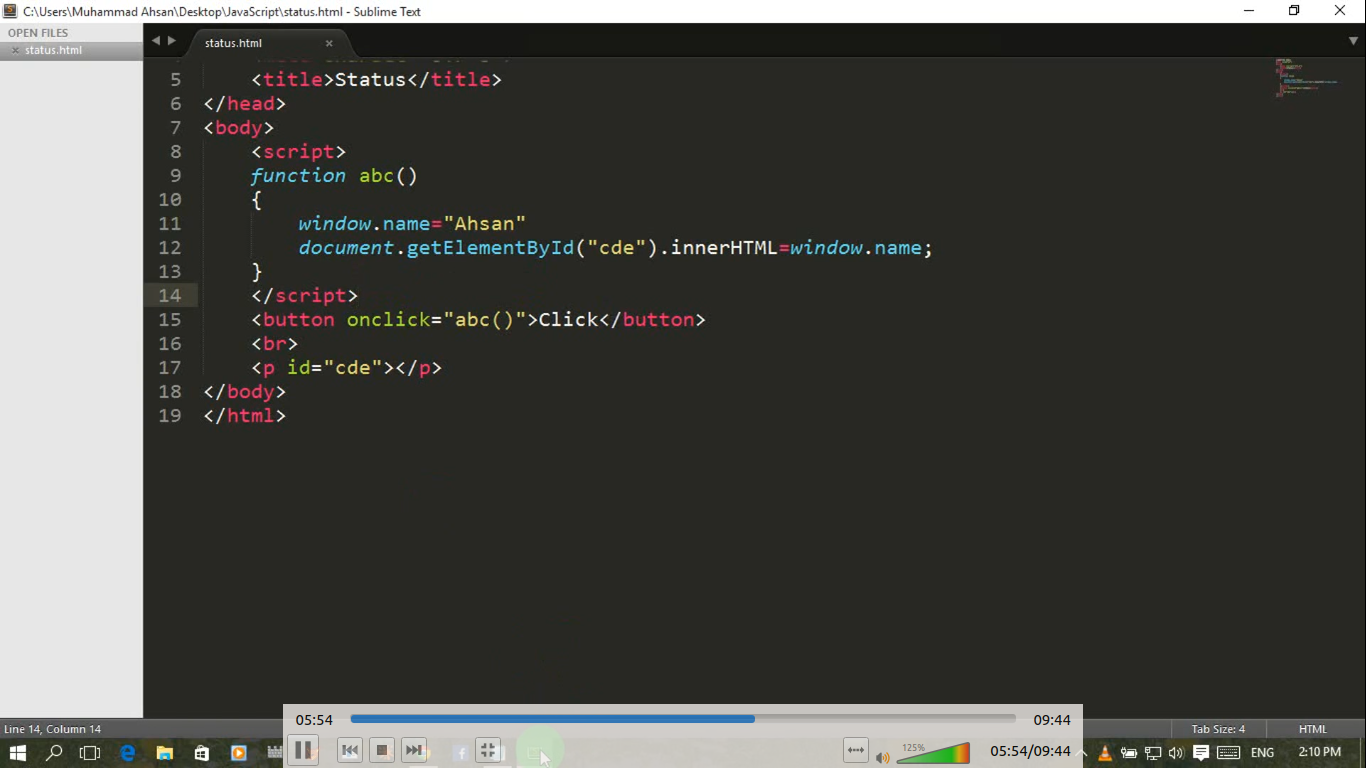 C:\Users\Muhammad Ahsan\Desktop\JavaScript\status.html - Sublime Text
OPEN FILES
status.html
status.html
5 <title>Status</title>
6 </head>
7 <body>
8 <script>
9 function abc()
10 {
11 window.name="Ahsan"
12 document.getElementById("cde").innerHTML=window.name;
13 }
14 </script>
15 <button onclick="abc()">Click</button>
16 <br>
17 <p id="cde"></p>
18 </body>
19 </html>
Line 14, Column 14
Tab Size: 4
HTML
05:54
09:44
125%
05:54/09:44
ENG
2:10 PM